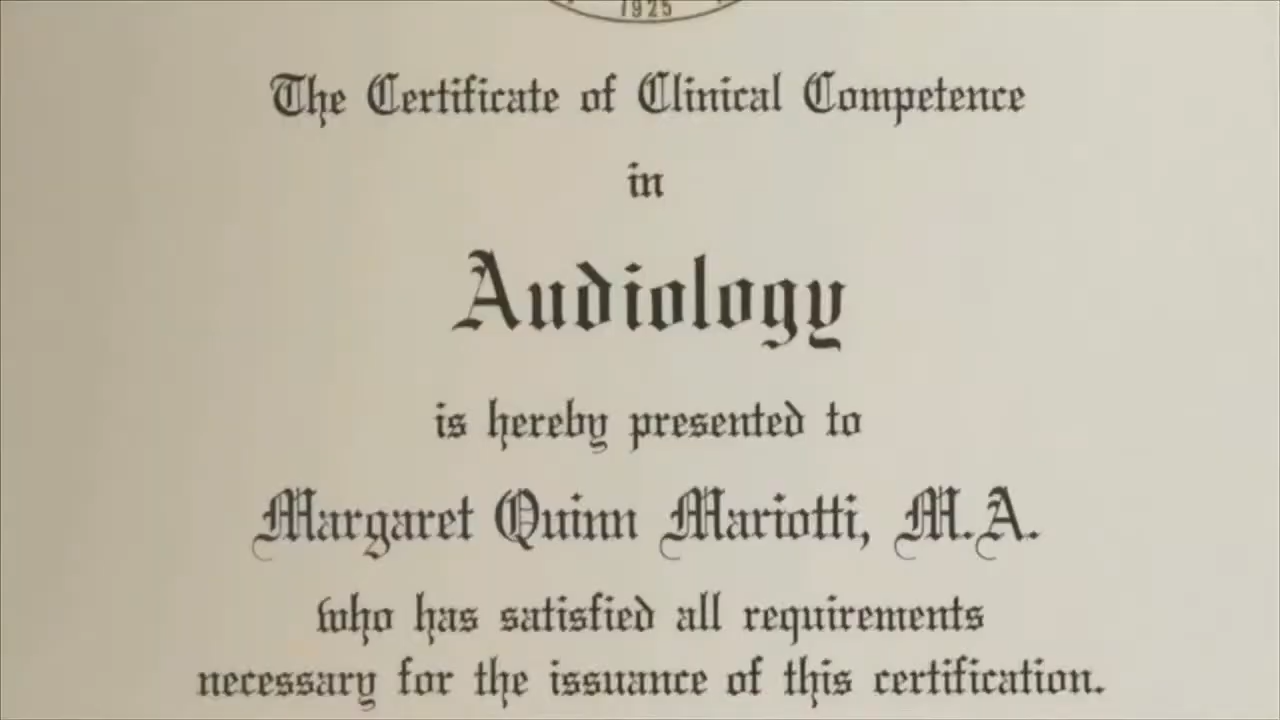 1925
The Certificate of Clinical Competence
in
Audiology
is hereby presented to
Margaret Quinn Mariotti, M.A.
who has satisfied all requirements
necessary for the issuance of this certification.